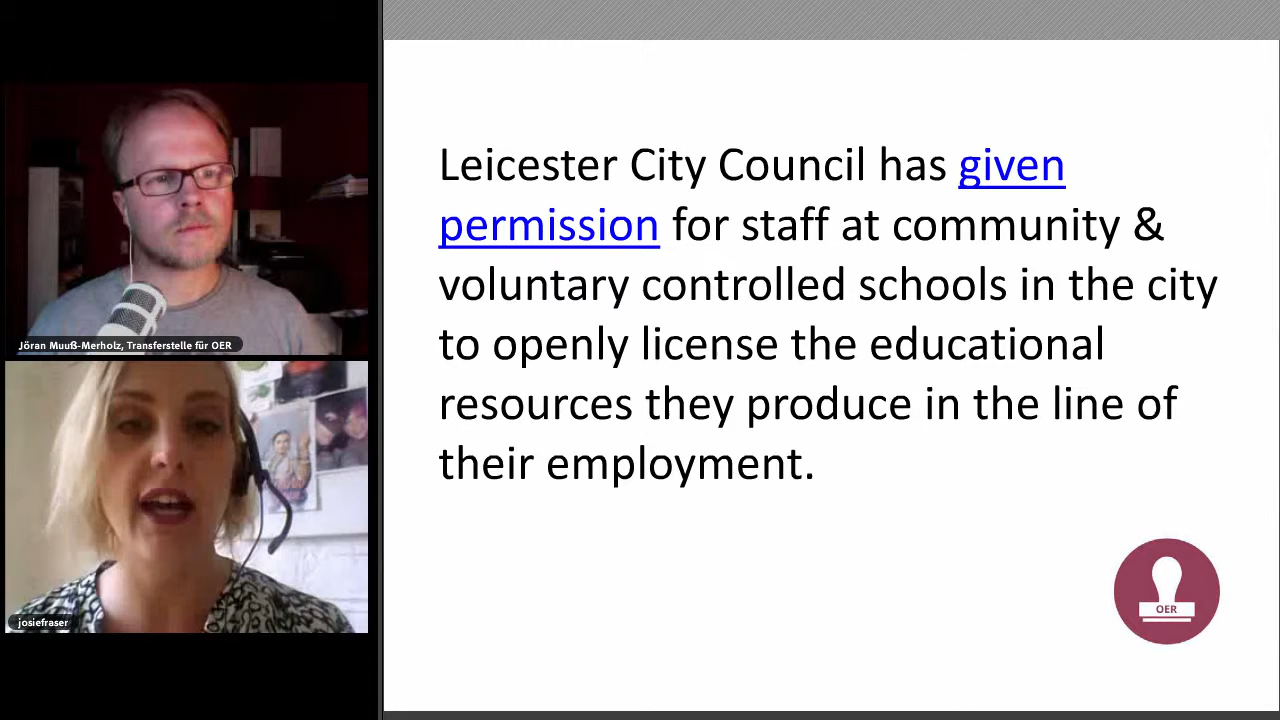 Jöran Muuß-Merholz, Transferstelle für OER
josiefraser
Leicester City Council has given
permission for staff at community &
voluntary controlled schools in the city
to openly license the educational
resources they produce in the line of
their employment.
OER